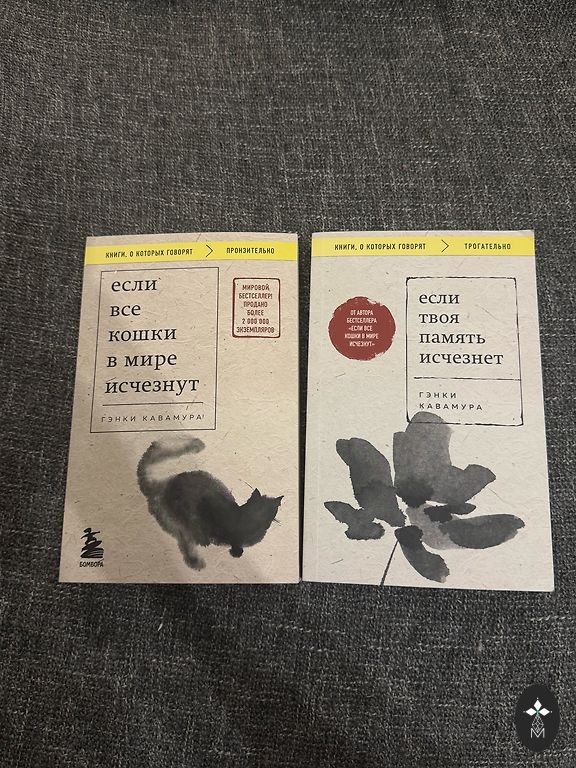 КНИГИ, О КОТОРЫХ ГОВОРЯТ
ПРОНЗИТЕЛЬНО
если
все
кошки
в мире
исчезнут
ГЭНКИ КАВАМУРА
МИРОВОЙ
БЕСТСЕЛЛЕР!
ПРОДАНО
БОЛЕЕ
2 000 000
ЭКЗЕМПЛЯРОВ
БОМБОРА
КНИГИ, О КОТОРЫХ ГОВОРЯТ
ТРОГАТЕЛЬНО
ОТ АВТОРА
БЕСТСЕЛЛЕРА
«ЕСЛИ ВСЕ
КОШКИ В МИРЕ
ИСЧЕЗНУТ»
если
твоя
память
исчезнет
ГЭНКИ
КАВАМУРА
M